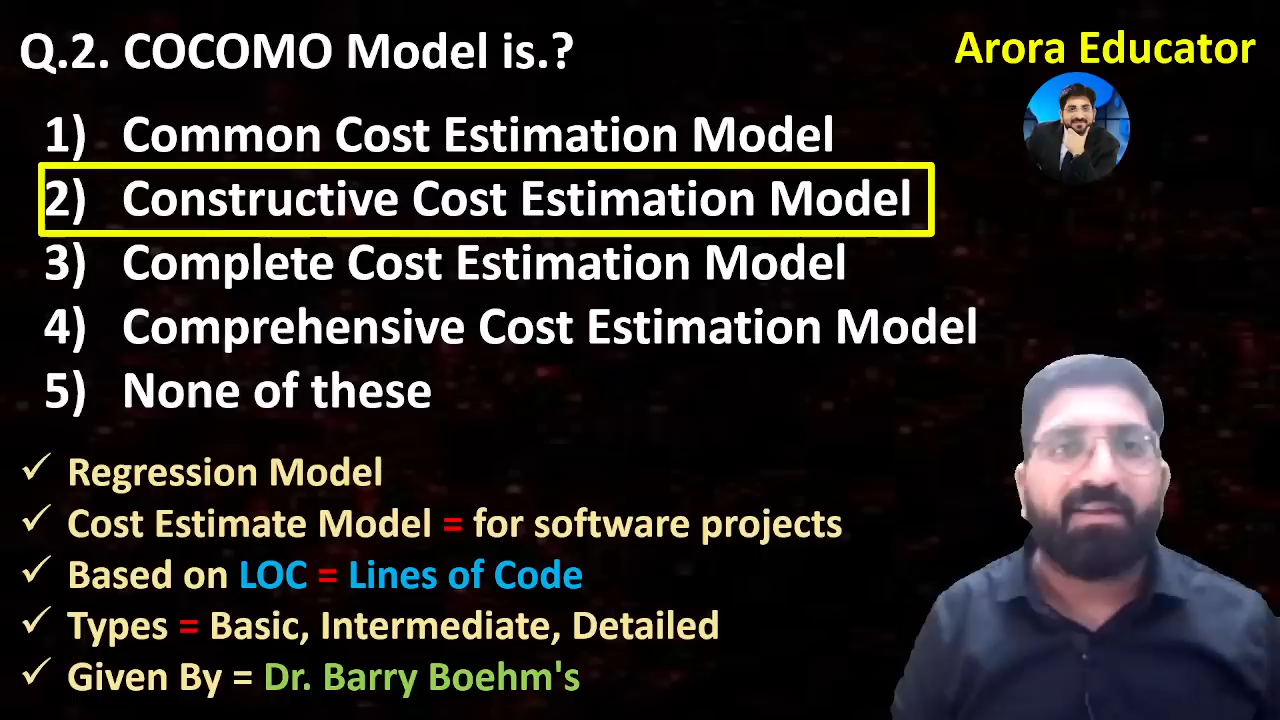 Q.2. COCOMO Model is.?
Arora Educator
1) Common Cost Estimation Model
2) Constructive Cost Estimation Model
3) Complete Cost Estimation Model
4) Comprehensive Cost Estimation Model
5) None of these
✓ Regression Model
✓ Cost Estimate Model = for software projects
✓ Based on LOC = Lines of Code
✓ Types = Basic, Intermediate, Detailed
✓ Given By = Dr. Barry Boehm's